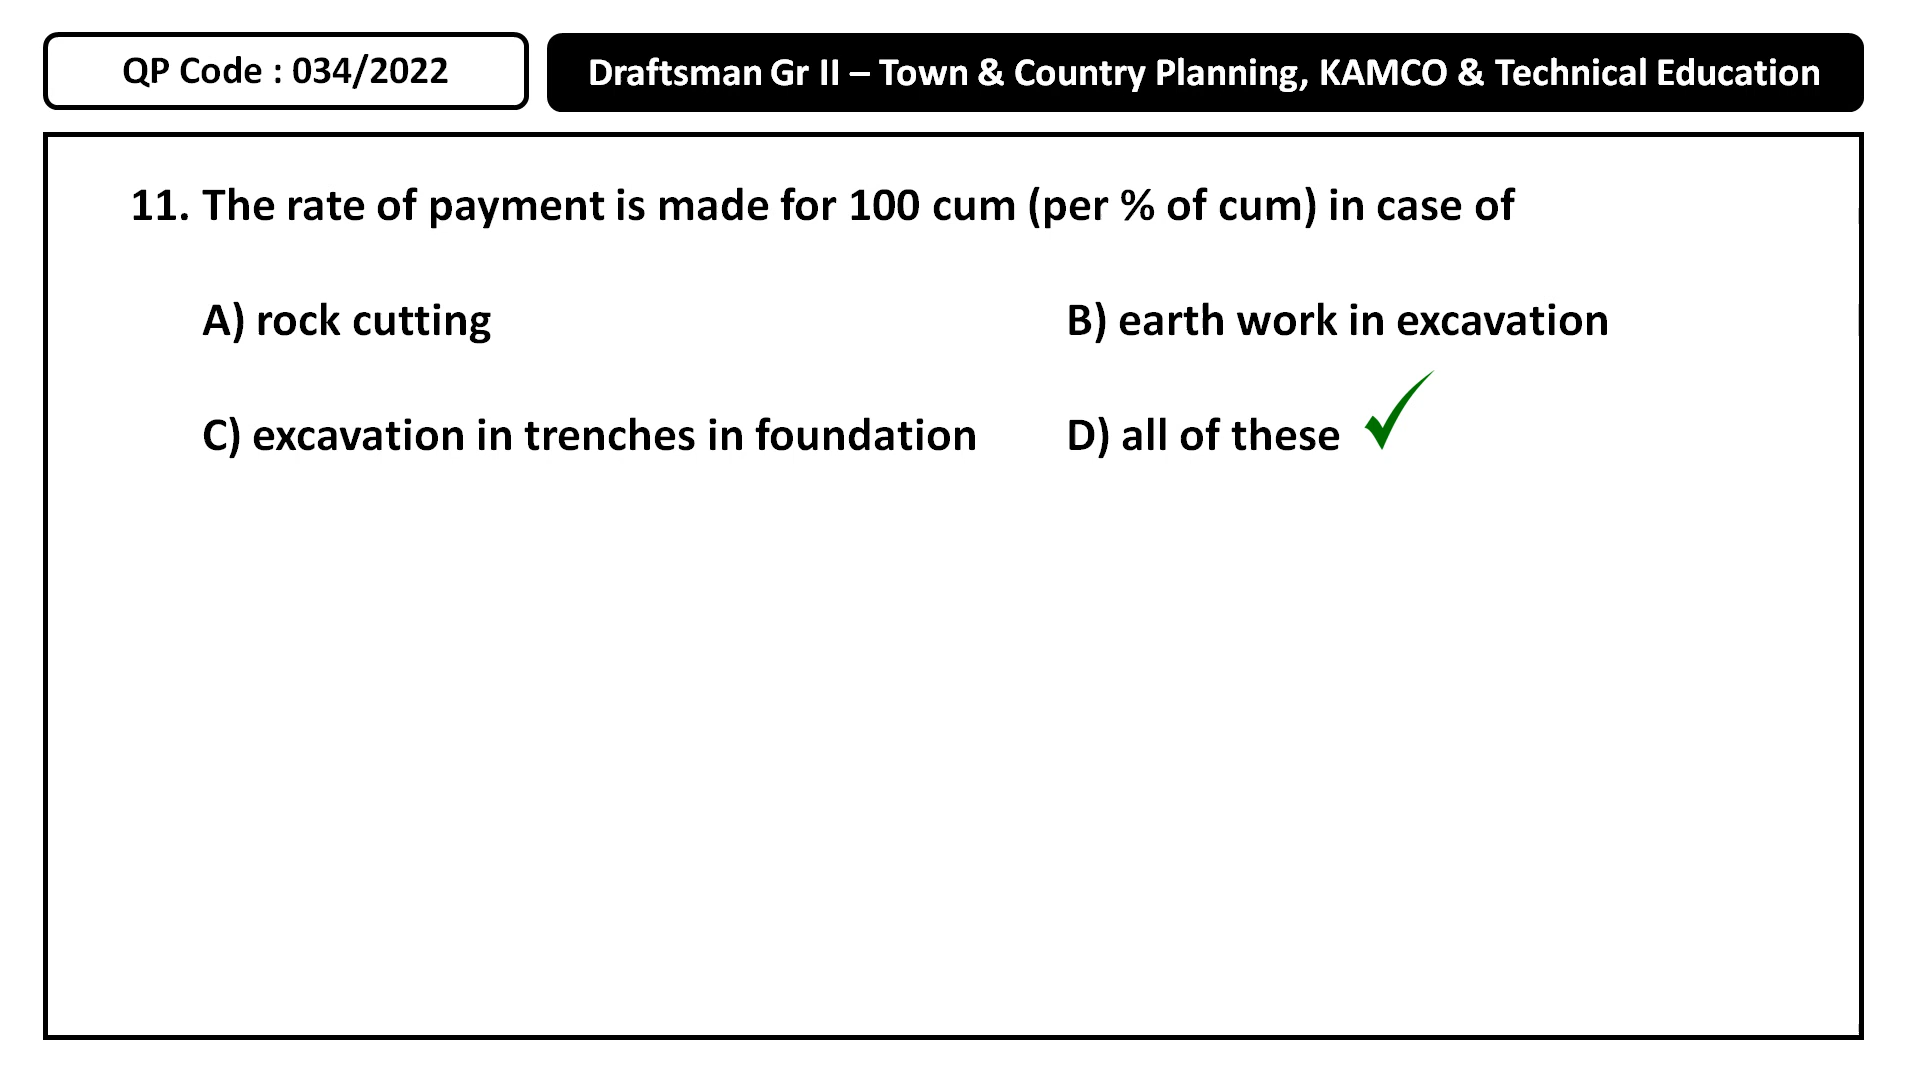 QP Code : 034/2022
Draftsman Gr II – Town & Country Planning, KAMCO & Technical Education
11. The rate of payment is made for 100 cum (per % of cum) in case of
A) rock cutting
B) earth work in excavation
C) excavation in trenches in foundation
D) all of these